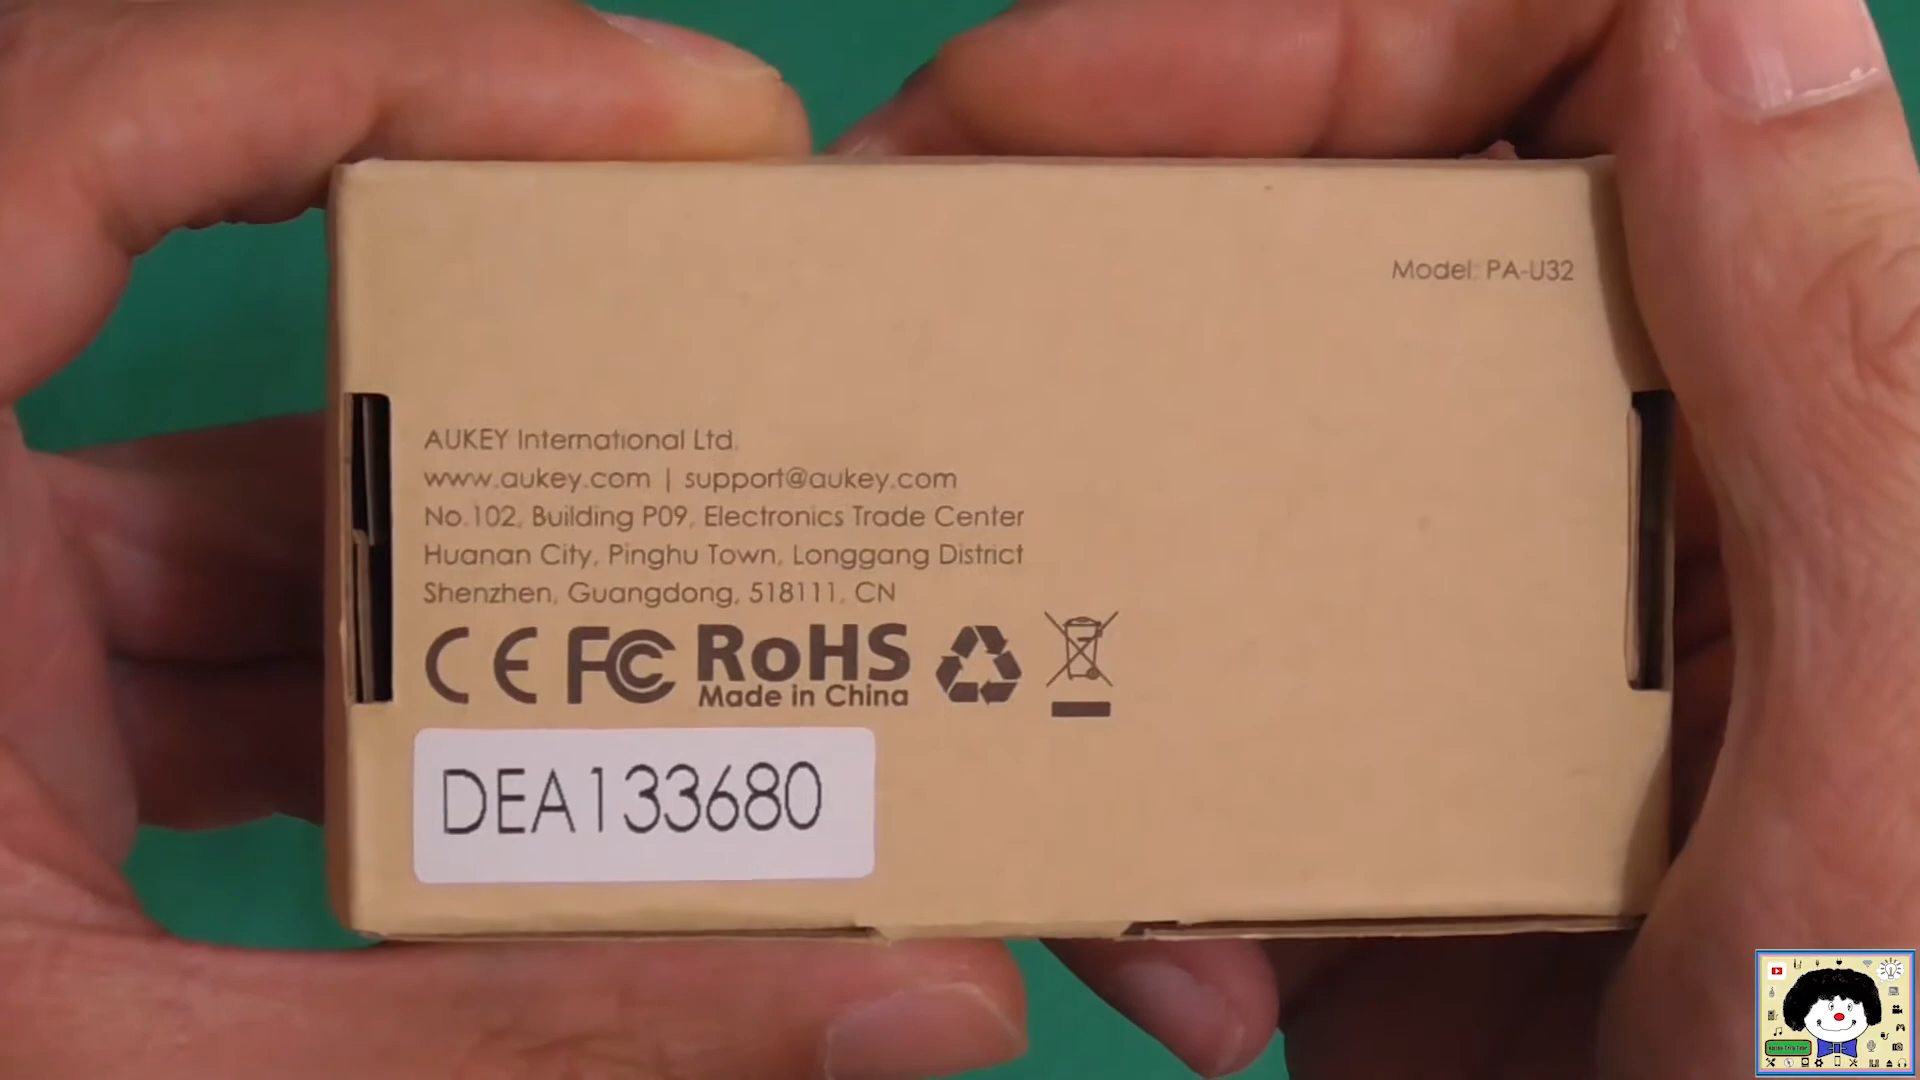 Model: PA-U32
AUKEY International Ltd.
www.aukey.com | support@aukey.com
No.102, Building P09, Electronics Trade Center
Huanan City, Pinghu Town, Longgang District
Shenzhen, Guangdong, 518111, CN
CE FC RoHS
Made in China
DEA133680